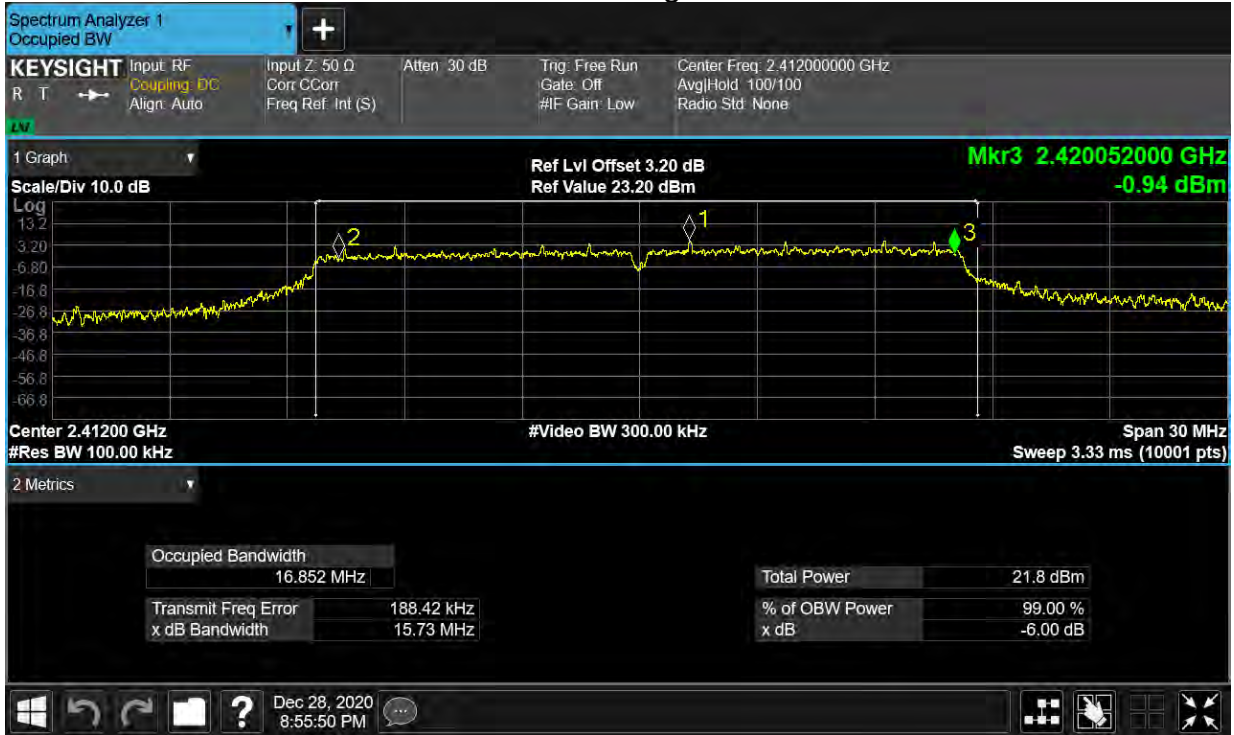 Spectrum Analyzer 1
Occupied BW
KEYSIGHT Input: RF Input Z: 50 Ω Atten: 30 dB Trig: Free Run Center Freq: 2.412000000 GHz
R T Coupling: DC Corr CCorr Gate: Off Avg|Hold: 100/100
Align: Auto Freq Ref: Int (S) #IF Gain: Low Radio Std: None
1 Graph Ref Lvl Offset 3.20 dB Mkr3 2.420052000 GHz
Scale/Div 10.0 dB Ref Value 23.20 dBm -0.94 dBm
Log
13.2
3.20
-6.80
-16.8
-26.8
-36.8
-46.8
-56.8
-66.8
1
2
3
Center 2.41200 GHz #Video BW 300.00 kHz Span 30 MHz
#Res BW 100.00 kHz Sweep 3.33 ms (10001 pts)
2 Metrics
Occupied Bandwidth
16.852 MHz Total Power 21.8 dBm
Transmit Freq Error 188.42 kHz % of OBW Power 99.00 %
x dB Bandwidth 15.73 MHz x dB -6.00 dB
? Dec 28, 2020
8:55:50 PM